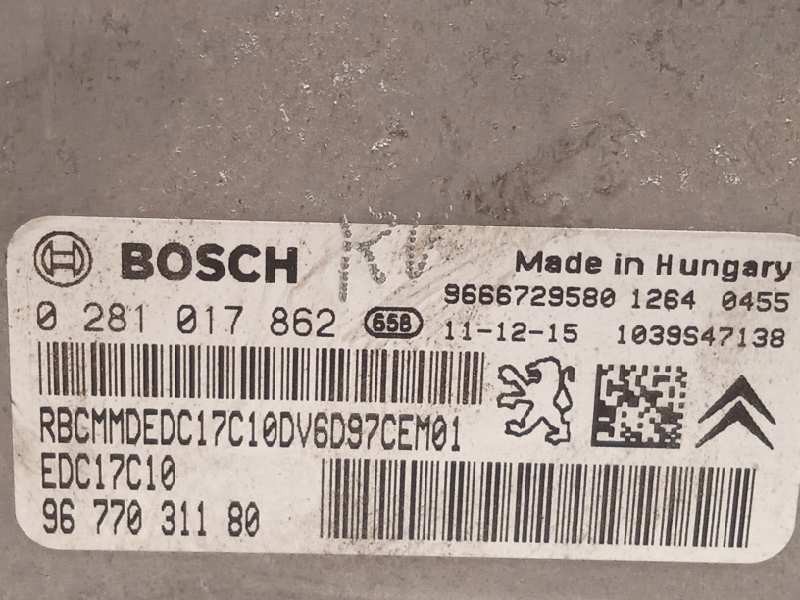 BOSCH
Made in Hungary
0 281 017 862
65B
9666729580 1264 0455
11-12-15 1039S47138
RBCMMDEDC17C10DV6D97CEM01
EDC17C10
96 770 311 80